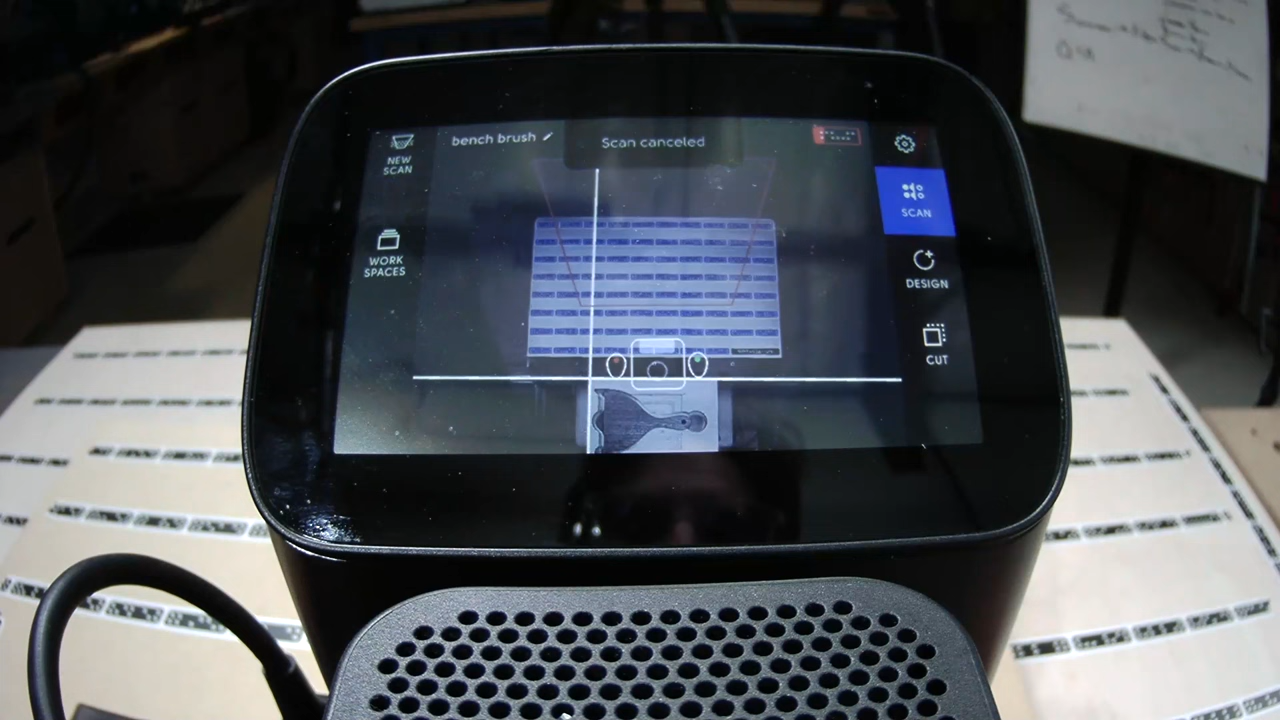 NEW
SCAN
bench brush
Scan canceled
SCAN
WORK
SPACES
DESIGN
CUT